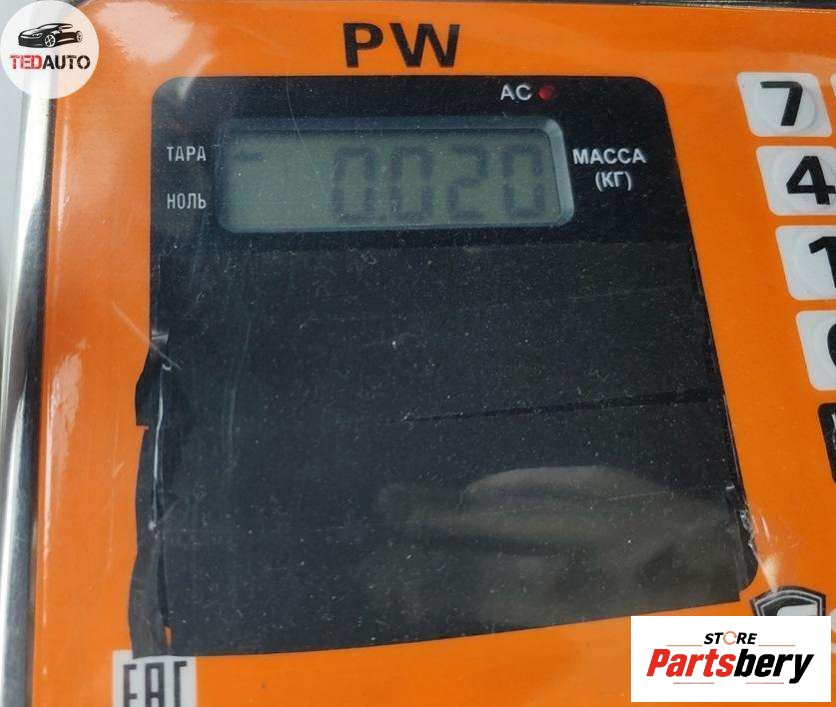 TEDAUTO
PW
AC
7
ТАРА
0.020
МАССА
(КГ)
4
НОЛЬ
1
STORE
Partsbery
EAC